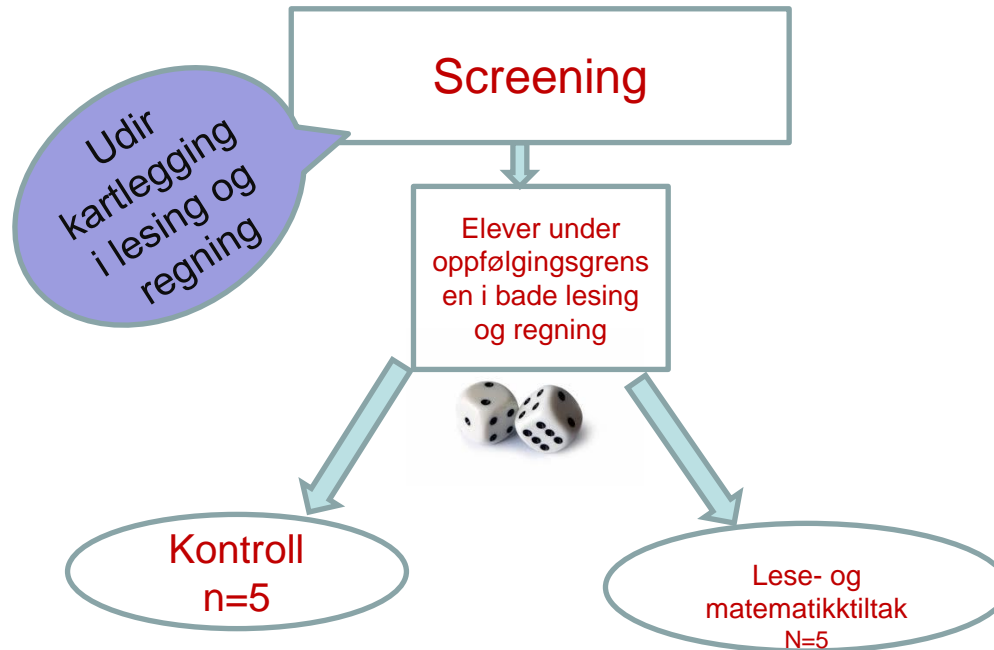 Screening
Udir
kartlegging
i lesing og
regning
Elever under
oppfølgingsgrens
en i bade lesing
og regning
Kontroll
n=5
Lese- og
matematikktiltak
N=5